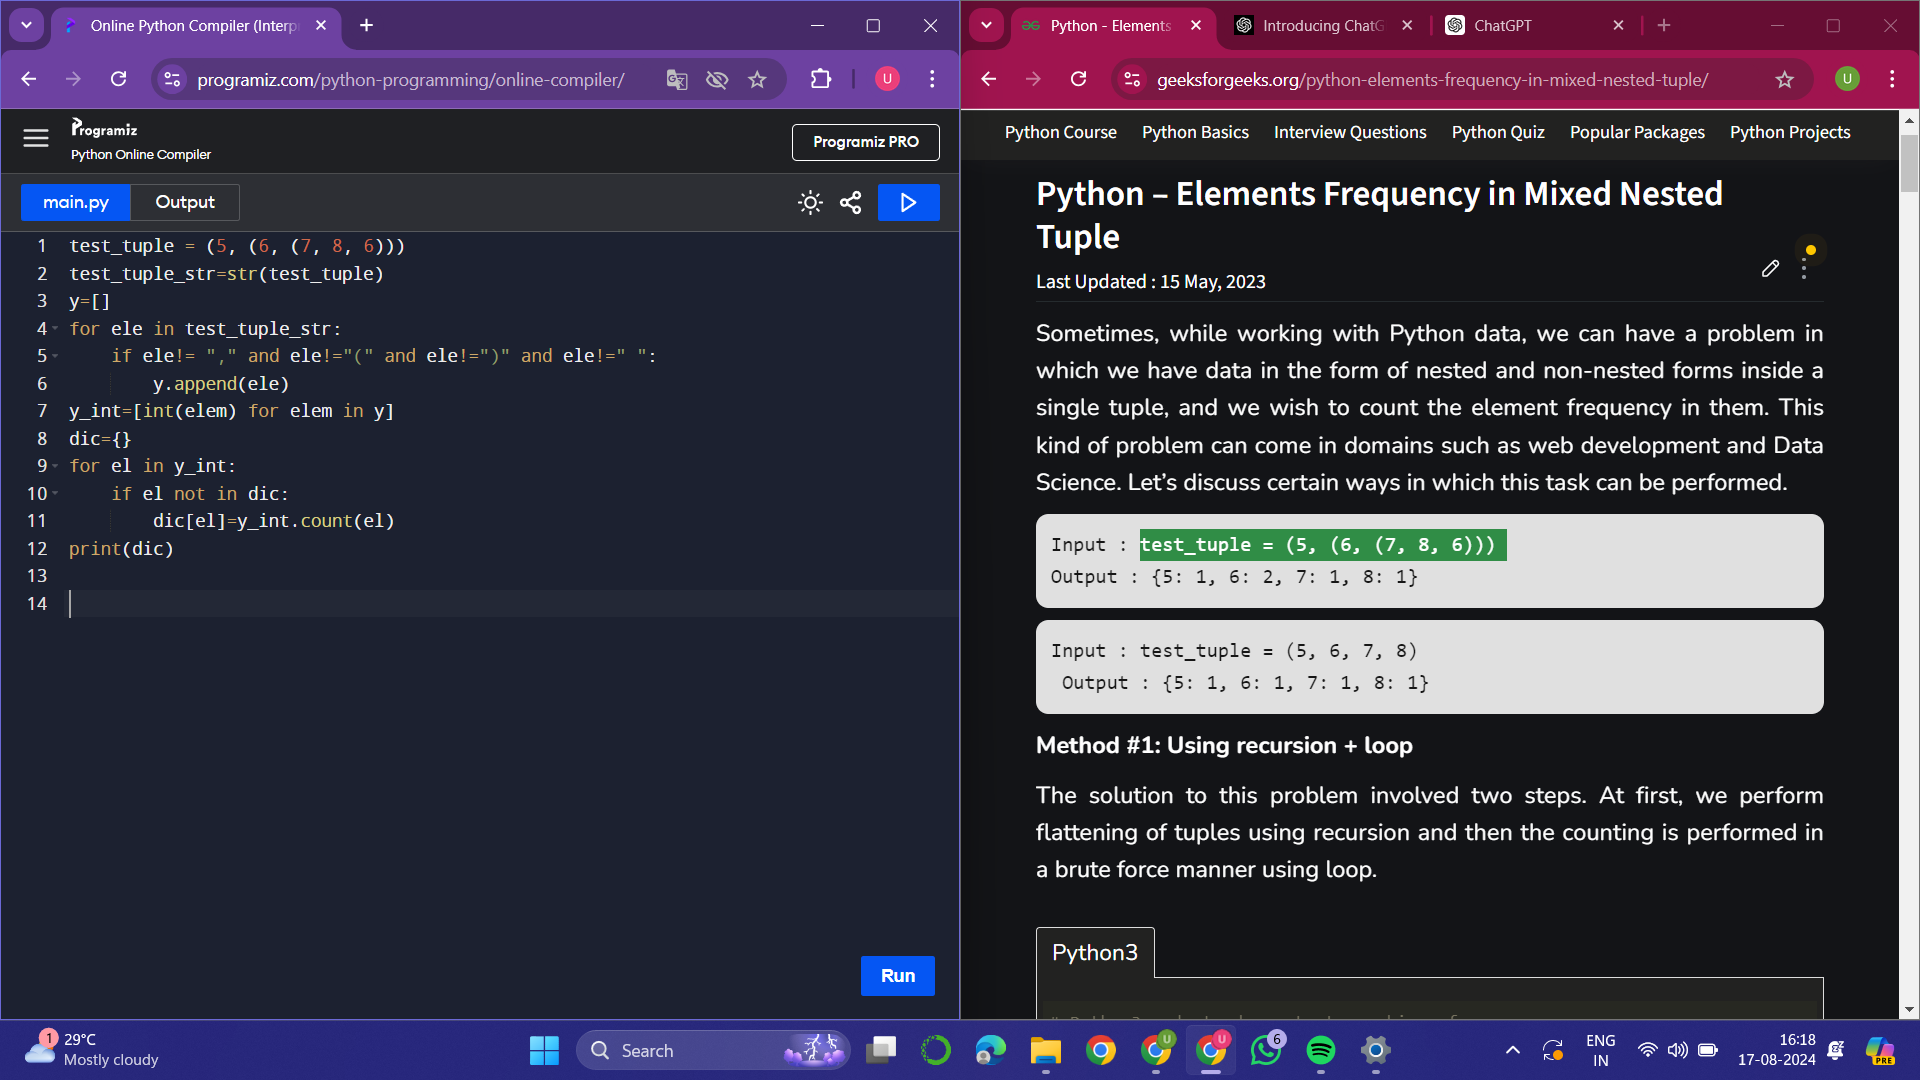 Online Python Compiler (Interp
programiz.com/python-programming/online-compiler/
U
Programiz
Python Online Compiler
Programiz PRO
main.py
Output
1 test_tuple = (5, (6, (7, 8, 6)))
2 test_tuple_str=str(test_tuple)
3 y=[]
4 for ele in test_tuple_str:
5 if ele!= "," and ele!="(" and ele!=")" and ele!=" ":
6 y.append(ele)
7 y_int=[int(elem) for elem in y]
8 dic={}
9 for el in y_int:
10 if el not in dic:
11 dic[el]=y_int.count(el)
12 print(dic)
13
14
Run
Python - Elements
Introducing ChatG
ChatGPT
geeksforgeeks.org/python-elements-frequency-in-mixed-nested-tuple/
U
Python Course Python Basics Interview Questions Python Quiz Popular Packages Python Projects
Python – Elements Frequency in Mixed Nested
Tuple
Last Updated : 15 May, 2023
Sometimes, while working with Python data, we can have a problem in
which we have data in the form of nested and non-nested forms inside a
single tuple, and we wish to count the element frequency in them. This
kind of problem can come in domains such as web development and Data
Science. Let’s discuss certain ways in which this task can be performed.
Input : test_tuple = (5, (6, (7, 8, 6)))
Output : {5: 1, 6: 2, 7: 1, 8: 1}
Input : test_tuple = (5, 6, 7, 8)
Output : {5: 1, 6: 1, 7: 1, 8: 1}
Method #1: Using recursion + loop
The solution to this problem involved two steps. At first, we perform
flattening of tuples using recursion and then the counting is performed in
a brute force manner using loop.
Python3
1
29°C
Mostly cloudy
Search
U
U
6
ENG
IN
16:18
17-08-2024
PRE